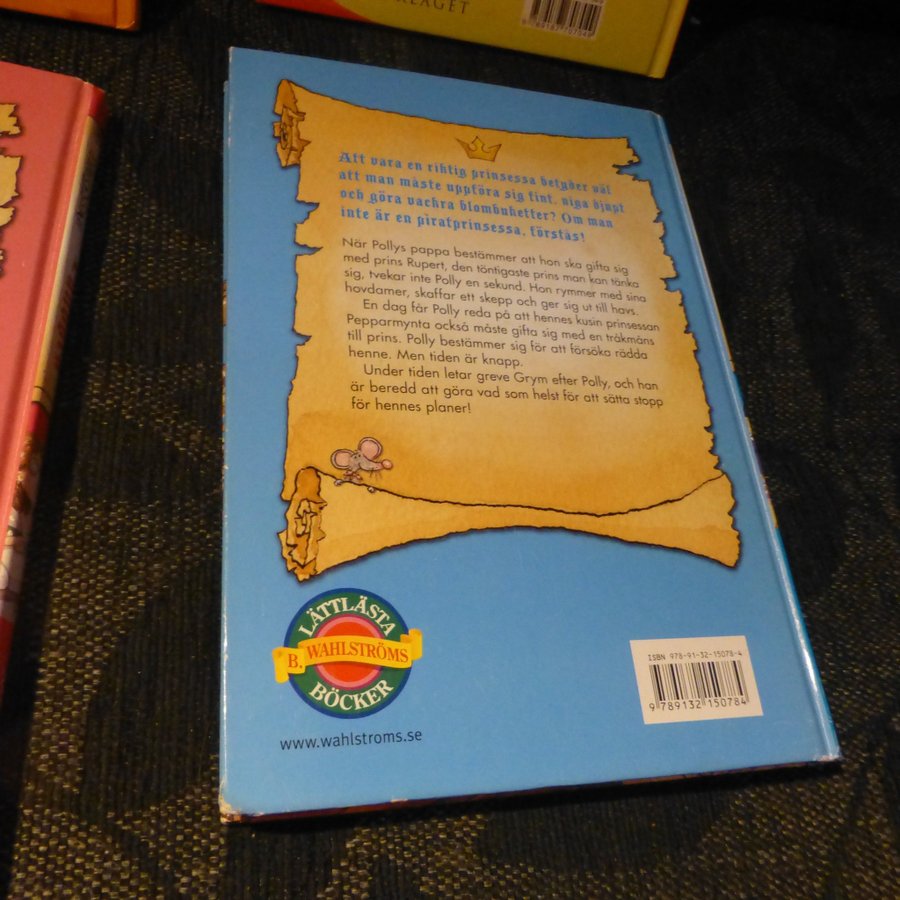 RLAGET
Att vara en riktig prinsessa betyder väl
att man måste uppföra sig fint, niga djupt
och göra vackra blombuketter? Om man
inte är en piratprinsessa, förstås!
När Pollys pappa bestämmer att hon ska gifta sig
med prins Rupert, den töntigaste prins man kan tänka
sig, tvekar inte Polly en sekund. Hon rymmer med sina
hovdamer, skaffar ett skepp och ger sig ut till havs.
En dag får Polly reda på att hennes kusin prinsessan
Pepparmynta också måste gifta sig med en tråkmåns
till prins. Polly bestämmer sig för att försöka rädda
henne. Men tiden är knapp.
Under tiden letar greve Grym efter Polly, och han
är beredd att göra vad som helst för att sätta stopp
för hennes planer!
LÄTTLÄSTA
B. WAHLSTRÖMS
BÖCKER
www.wahlstroms.se
ISBN 978-91-32-15078-4
9 789132 150784